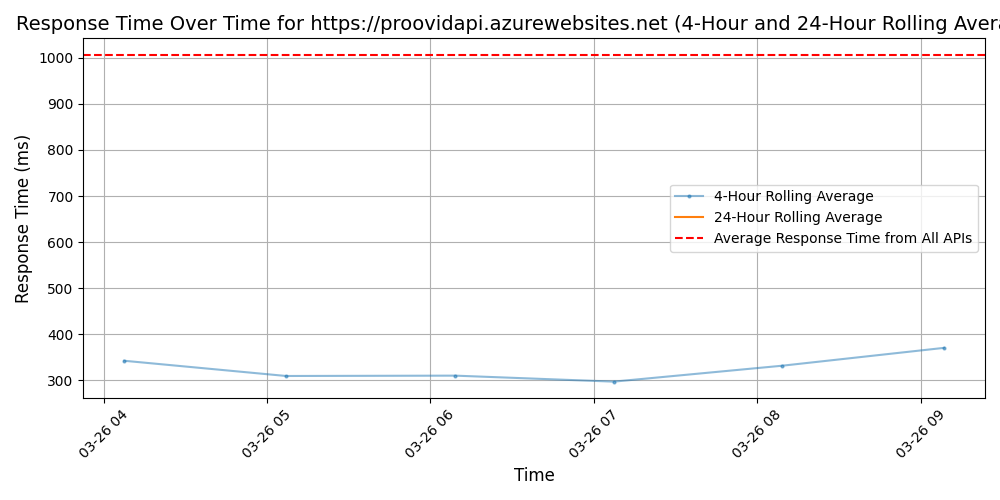 Response Time Over Time for https://proovidapi.azurewebsites.net (4-Hour and 24-Hour Rolling Avera
1000
900
800
700
600
500
400
300
Response Time (ms)
4-Hour Rolling Average
24-Hour Rolling Average
Average Response Time from All APIs
03-26 04
03-26 05
03-26 06
03-26 07
03-26 08
03-26 09
Time